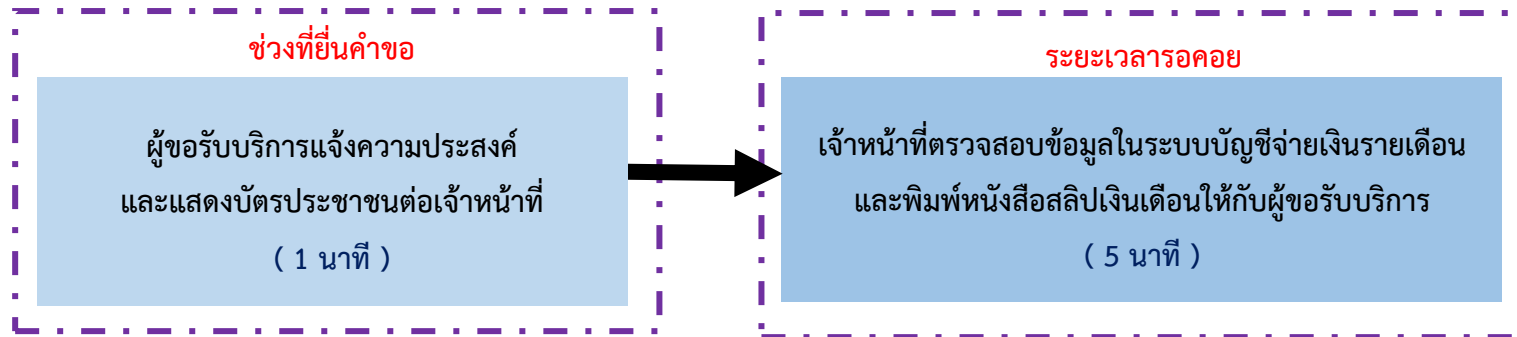 ช่วงที่ยื่นคำขอ
ผู้ขอรับบริการแจ้งความประสงค์
และแสดงบัตรประชาชนต่อเจ้าหน้าที่
( 1 นาที )
ระยะเวลารอคอย
เจ้าหน้าที่ตรวจสอบข้อมูลในระบบบัญชีจ่ายเงินรายเดือน
และพิมพ์หนังสือสลิปเงินเดือนให้กับผู้ขอรับบริการ
( 5 นาที )